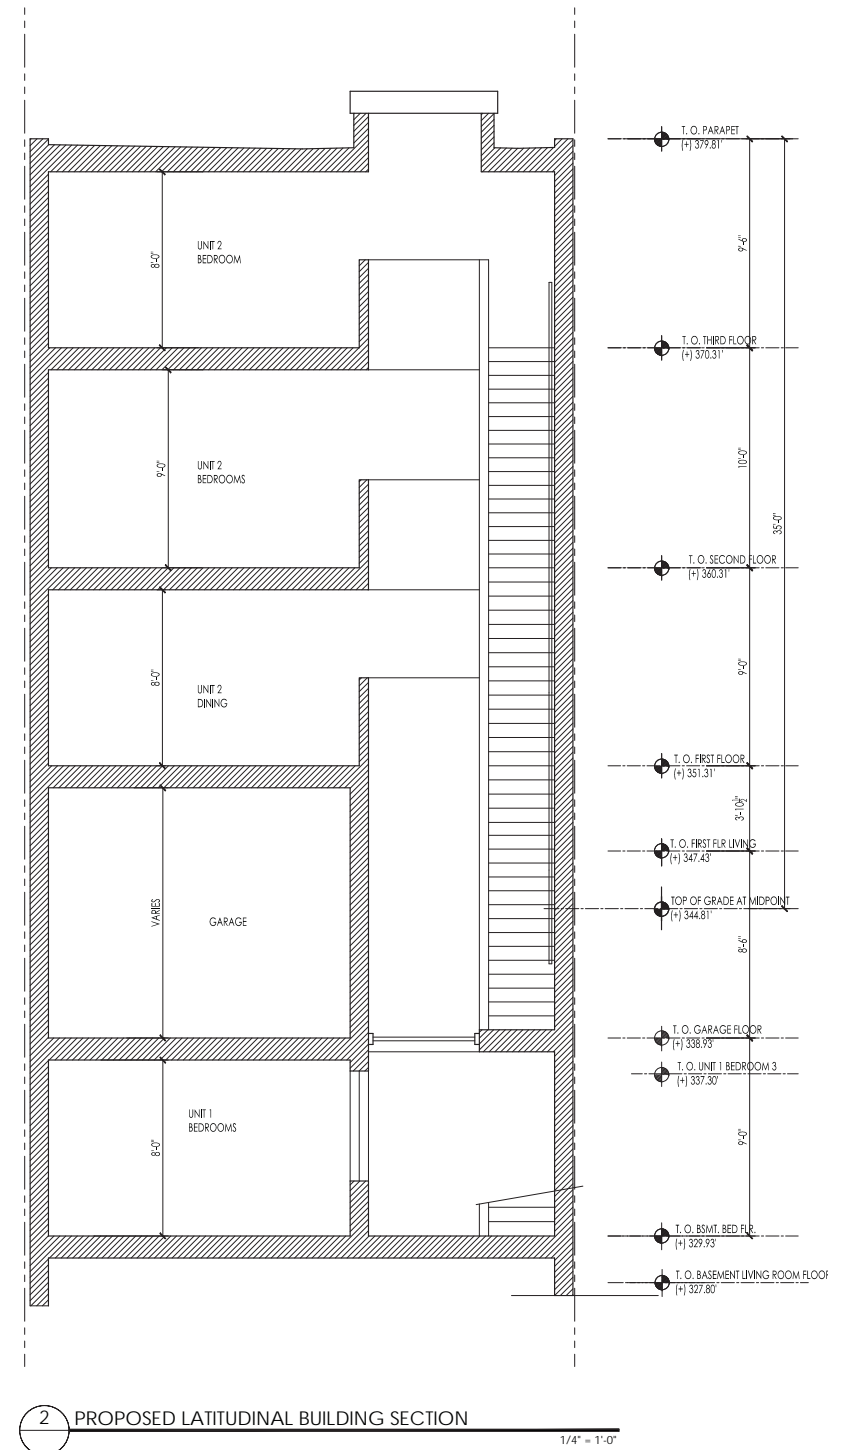 T. O. PARAPET
(+) 379.81'
9'-6"
UNIT 2
BEDROOM
8'-0"
T. O. THIRD FLOOR
(+) 370.31'
UNIT 2
BEDROOMS
9'-0"
10'-0"
35'-0"
T. O. SECOND FLOOR
(+) 360.31'
UNIT 2
DINING
8'-0"
9'-0"
T. O. FIRST FLOOR
(+) 351.31'
3'-10½"
T. O. FIRST FLR LIVING
(+) 347.43'
TOP OF GRADE AT MIDPOINT
(+) 344.81'
VARIES
GARAGE
8'-6"
T. O. GARAGE FLOOR
(+) 338.93'
T. O. UNIT 1 BEDROOM 3
(+) 337.30'
UNIT 1
BEDROOMS
8'-0"
9'-0"
T. O. BSMT. BED FLR.
(+) 329.93'
T. O. BASEMENT LIVING ROOM FLOOR
(+) 327.80'
2 PROPOSED LATITUDINAL BUILDING SECTION
1/4" = 1'-0"